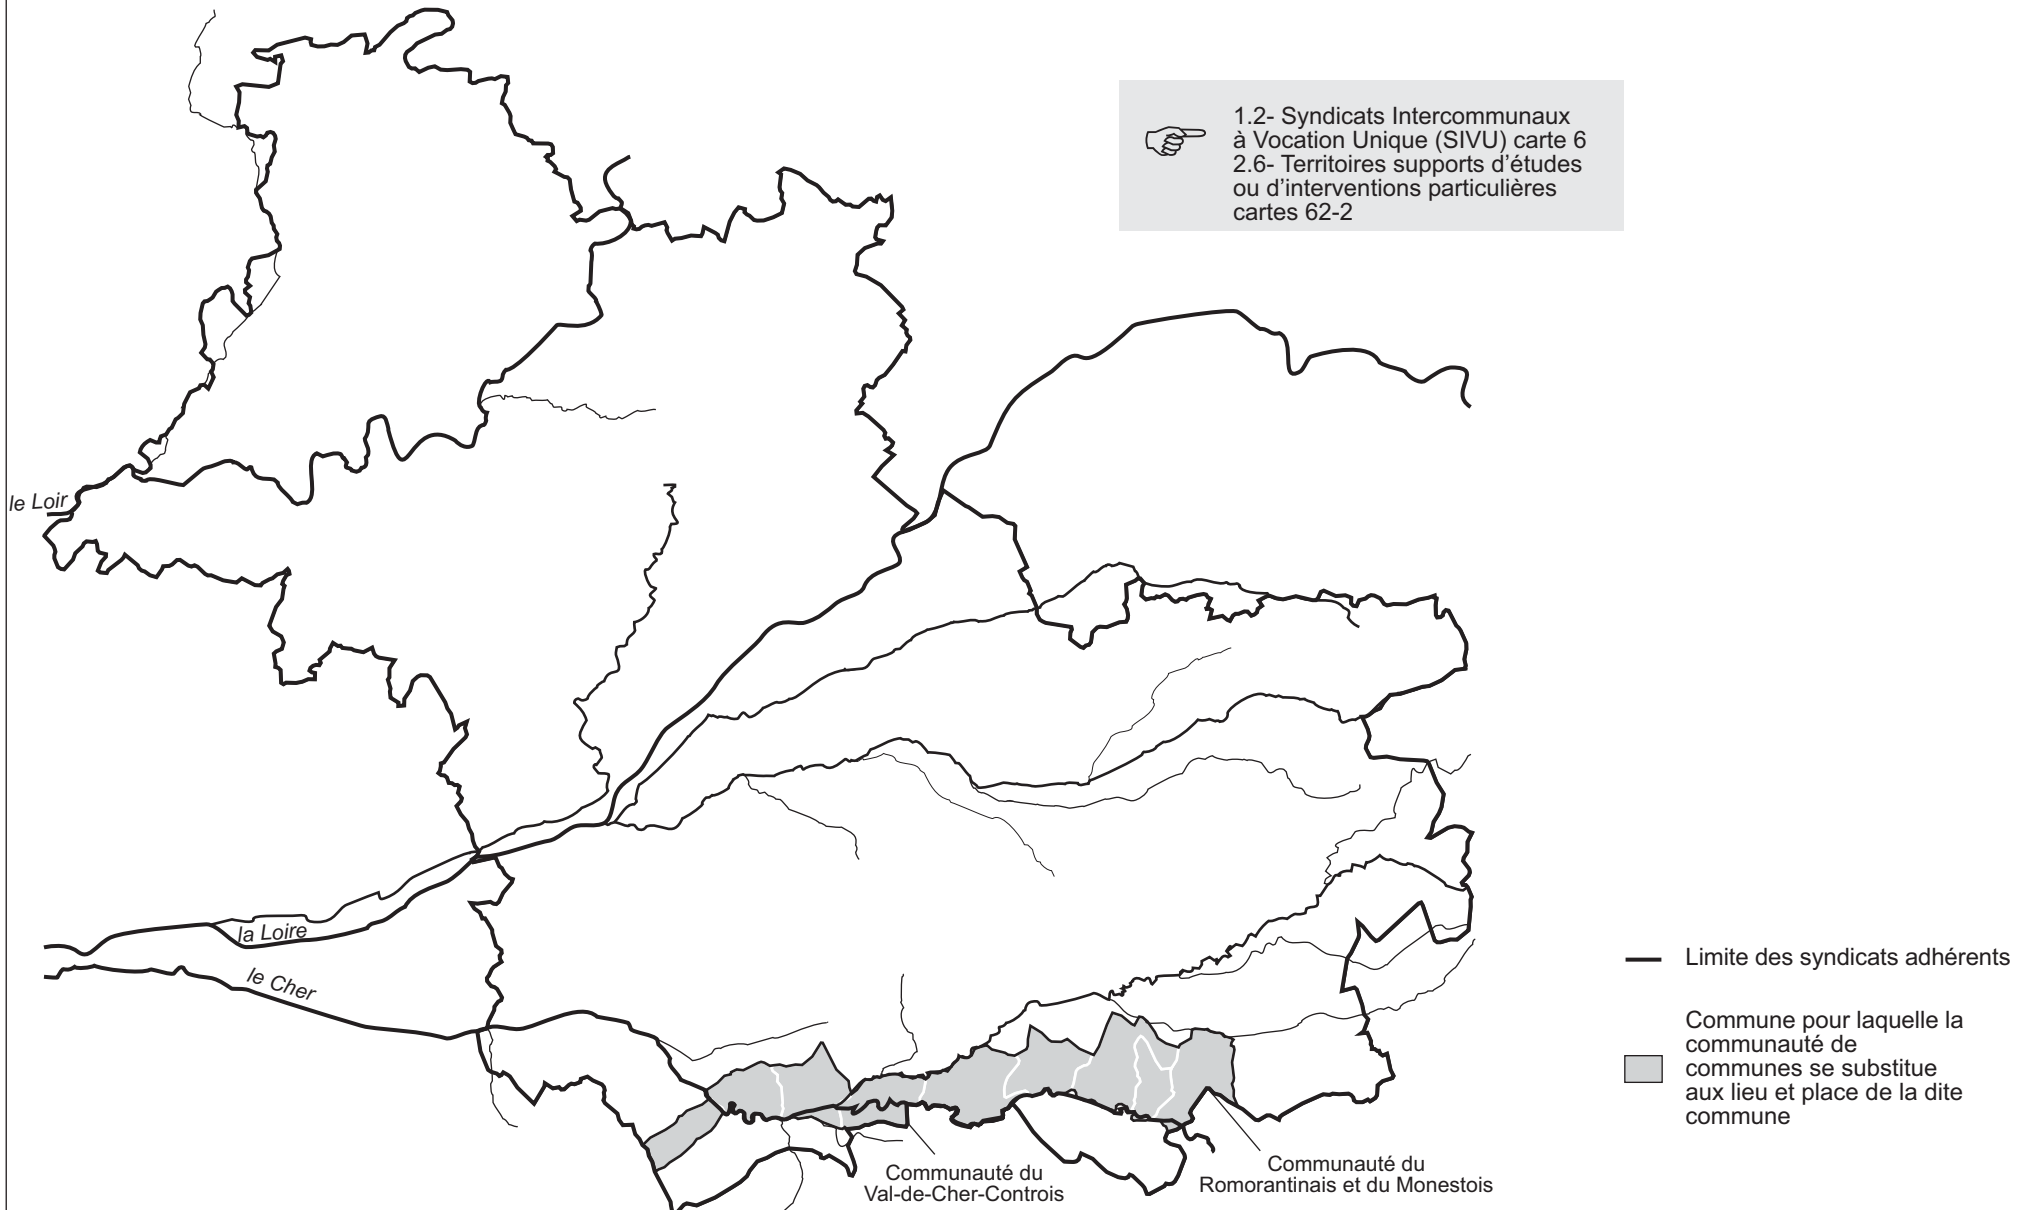 1.2- Syndicats Intercommunaux
à Vocation Unique (SIVU) carte 6
2.6- Territoires supports d’études
ou d’interventions particulières
cartes 62-2
le Loir
la Loire
le Cher
Limite des syndicats adhérents
Commune pour laquelle la
communauté de
communes se substitue
aux lieu et place de la dite
commune
Communauté du
Val-de-Cher-Controis
Communauté du
Romorantinais et du Monestois